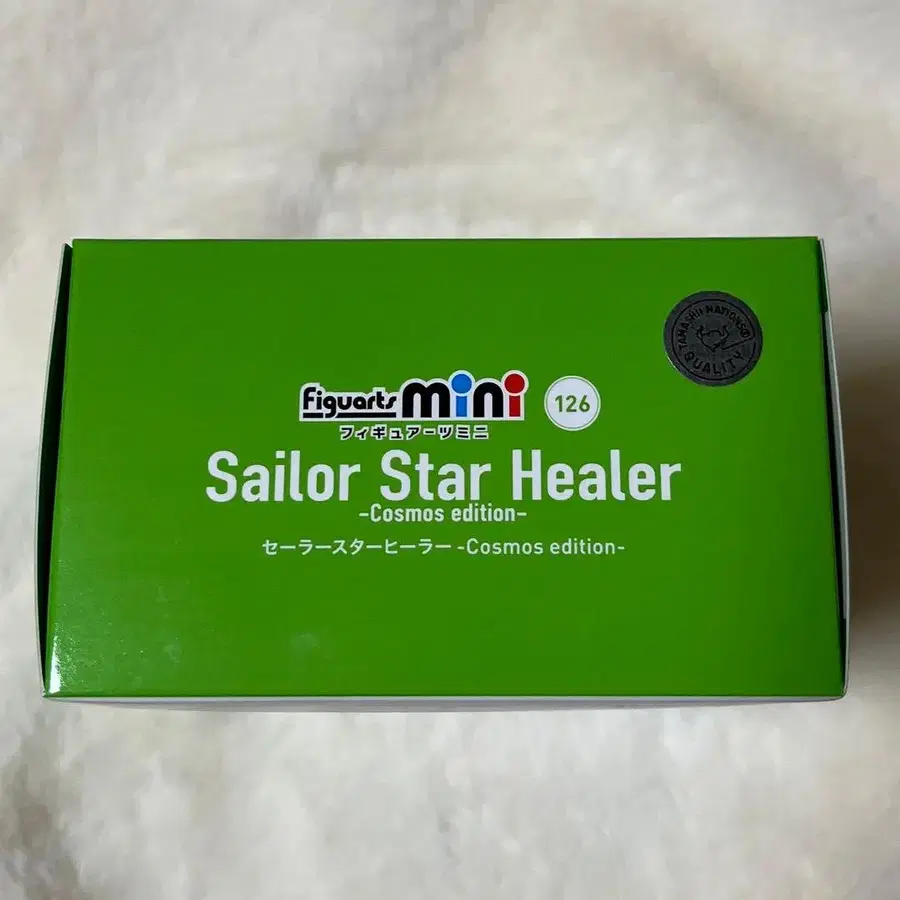 TAMASHII NATIONS
QUALITY
Figuarts mini 126
フィギュアーツミニ
Sailor Star Healer
-Cosmos edition-
セーラースターヒーラー -Cosmos edition-